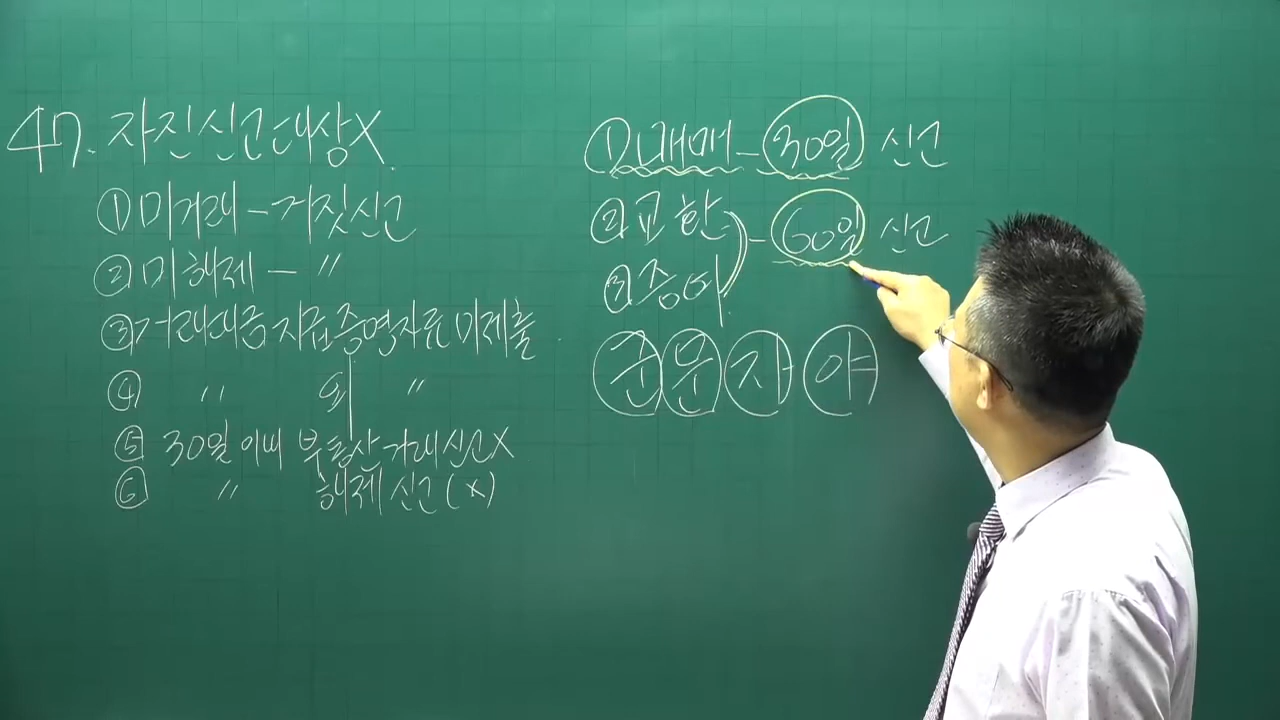 47. 자진신고대상X.
① 미거래 - 거짓신고
② 미해제 - 〃
③ 거래대금 지급증명자료 미제출
④ 〃 외 〃
⑤ 30일 이내 부동산거래신고X
⑥ 〃 해제신고(X)
① 매매 - 30일 신고
② 교환 - 60일 신고
③ 증여
군 문 자 야